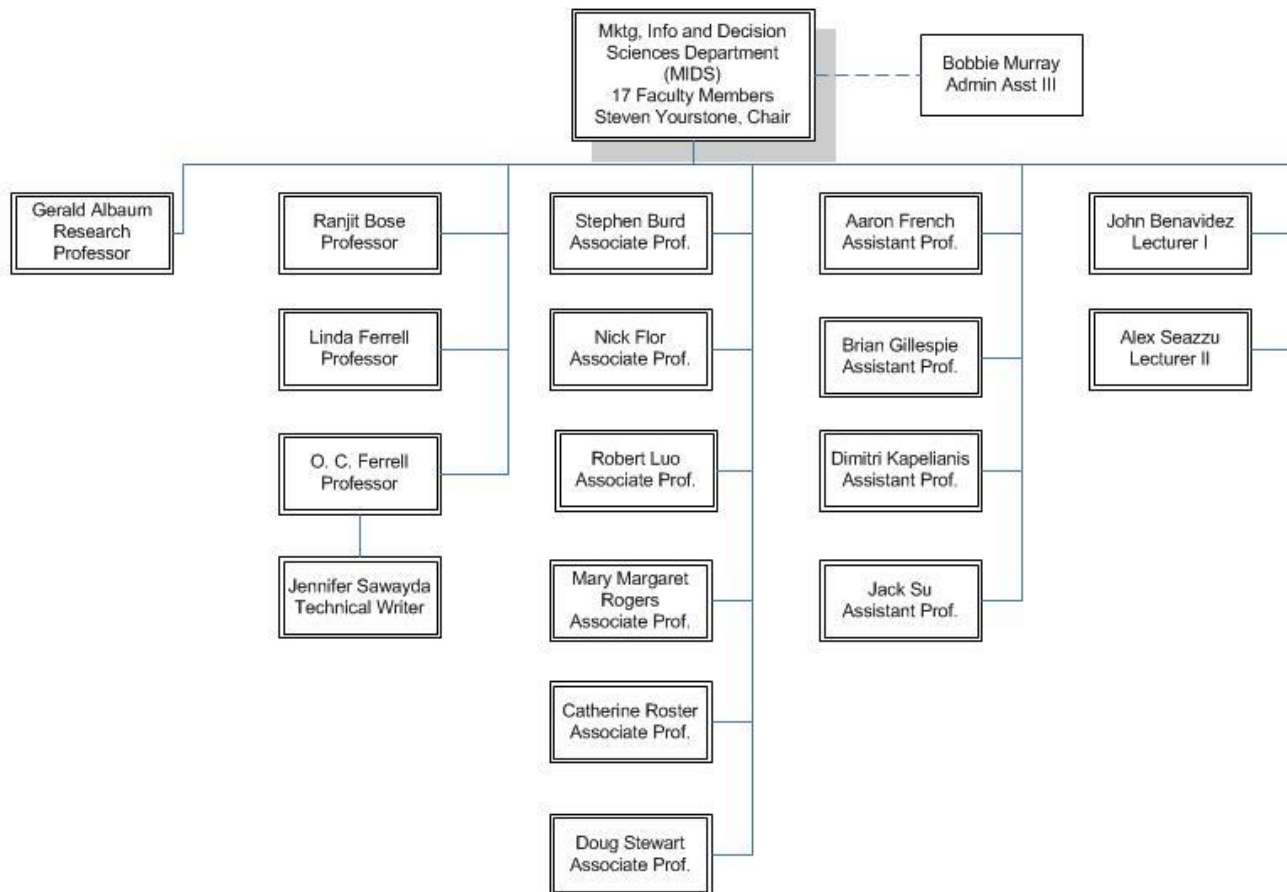 Mktg, Info and Decision
Sciences Department
(MIDS)
17 Faculty Members
Steven Yourstone, Chair
Bobbie Murray
Admin Asst III
Gerald Albaum
Research
Professor
Ranjit Bose
Professor
Linda Ferrell
Professor
O. C. Ferrell
Professor
Jennifer Sawayda
Technical Writer
Stephen Burd
Associate Prof.
Nick Flor
Associate Prof.
Robert Luo
Associate Prof.
Mary Margaret
Rogers
Associate Prof.
Catherine Roster
Associate Prof.
Doug Stewart
Associate Prof.
Aaron French
Assistant Prof.
Brian Gillespie
Assistant Prof.
Dimitri Kapelianis
Assistant Prof.
Jack Su
Assistant Prof.
John Benavidez
Lecturer I
Alex Seazzu
Lecturer II